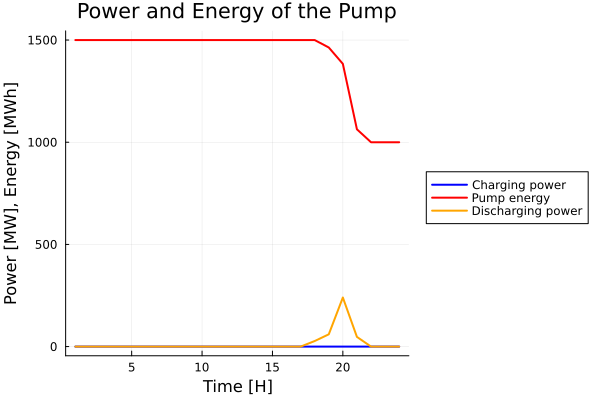 Power and Energy of the Pump
Power [MW], Energy [MWh]
1500
1000
500
0
5
10
15
20
Time [H]
Charging power
Pump energy
Discharging power